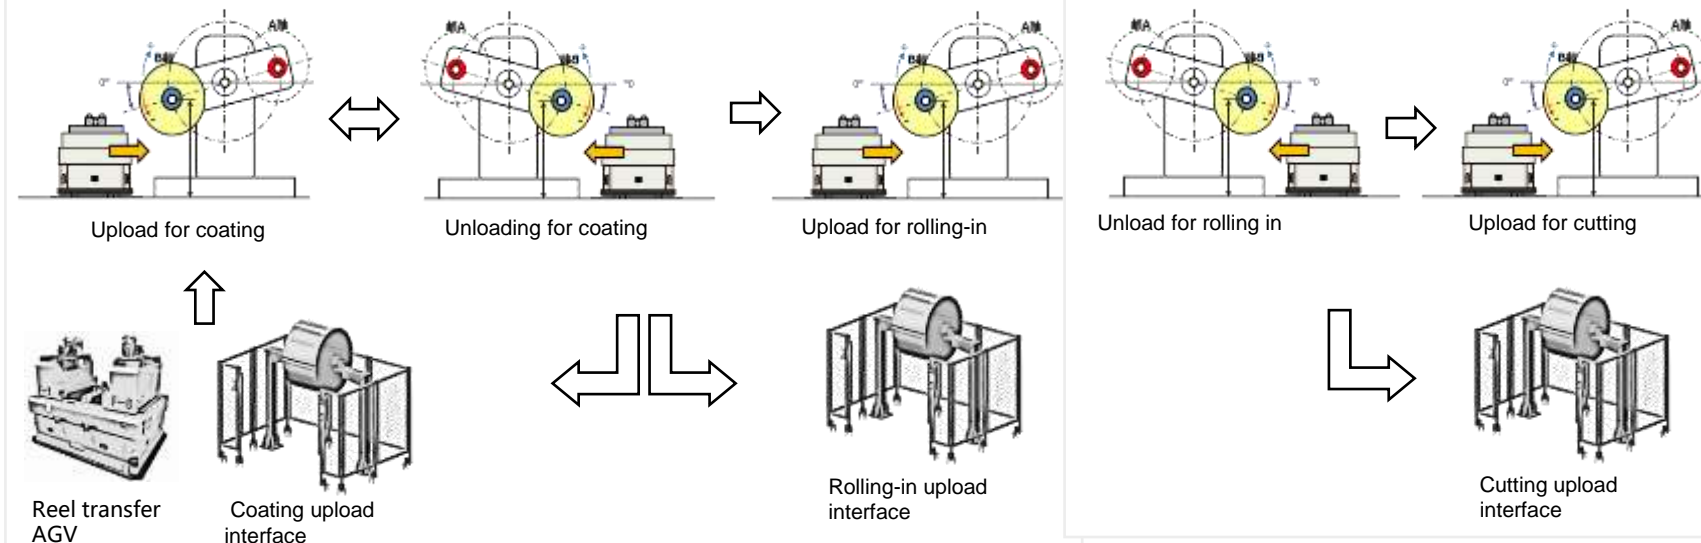 Upload for coating
Unloading for coating
Upload for rolling-in
Unload for rolling in
Upload for cutting
Reel transfer
AGV
Coating upload
interface
Rolling-in upload
interface
Cutting upload
interface